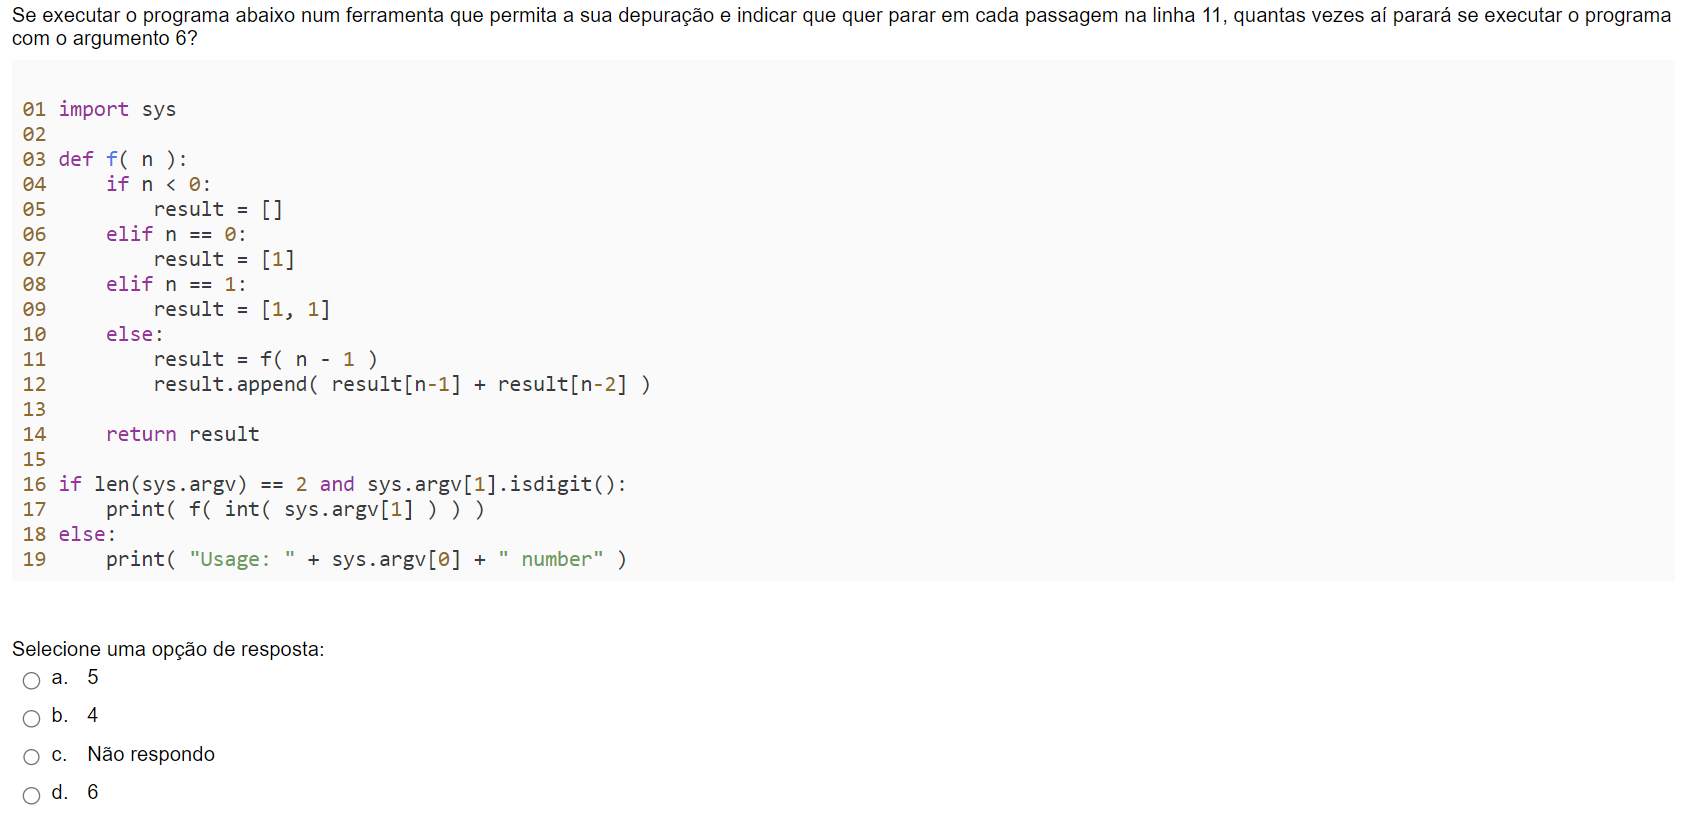 Se executar o programa abaixo num ferramenta que permita a sua depuração e indicar que quer parar em cada passagem na linha 11, quantas vezes aí parará se executar o programa
com o argumento 6?
01 import sys
02
03 def f( n ):
04     if n < 0:
05         result = []
06     elif n == 0:
07         result = [1]
08     elif n == 1:
09         result = [1, 1]
10     else:
11         result = f( n - 1 )
12         result.append( result[n-1] + result[n-2] )
13
14     return result
15
16 if len(sys.argv) == 2 and sys.argv[1].isdigit():
17     print( f( int( sys.argv[1] ) ) )
18 else:
19     print( "Usage: " + sys.argv[0] + " number" )
Selecione uma opção de resposta:
a. 5
b. 4
c. Não respondo
d. 6